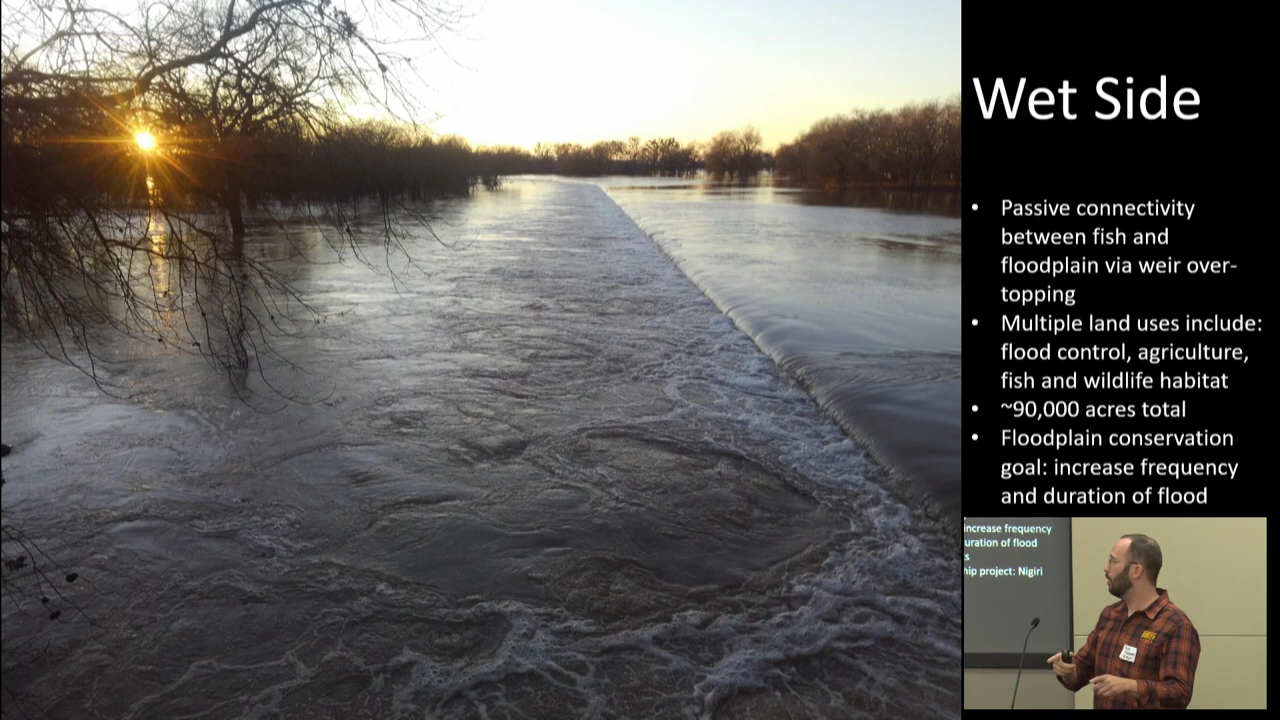 Wet Side
• Passive connectivity
between fish and
floodplain via weir over-
topping
• Multiple land uses include:
flood control, agriculture,
fish and wildlife habitat
• ~90,000 acres total
• Floodplain conservation
goal: increase frequency
and duration of flood
increase frequency
uration of flood
s
hip project: Nigiri